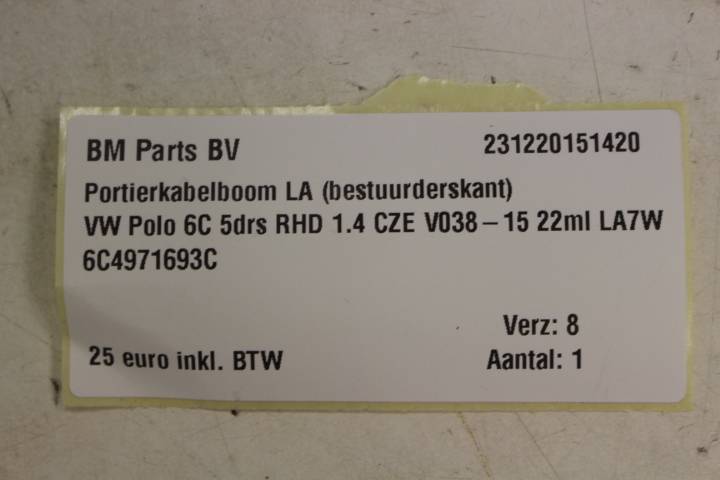 BM Parts BV 231220151420
Portierkabelboom LA (bestuurderskant)
VW Polo 6C 5drs RHD 1.4 CZE V038-15 22ml LA7W
6C4971693C
Verz: 8
25 euro inkl. BTW Aantal: 1